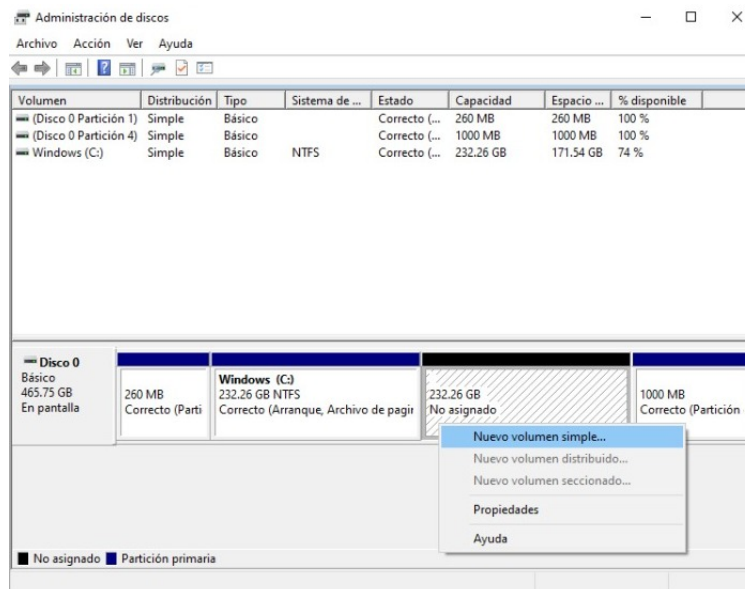 Administración de discos
Archivo Acción Ver Ayuda
Volumen Distribución Tipo Sistema de ... Estado Capacidad Espacio ... % disponible
(Disco 0 Partición 1) Simple Básico Correcto (... 260 MB 260 MB 100 %
(Disco 0 Partición 4) Simple Básico Correcto (... 1000 MB 1000 MB 100 %
Windows (C:) Simple Básico NTFS Correcto (... 232.26 GB 171.54 GB 74 %
Disco 0
Básico
465.75 GB
En pantalla
260 MB
Correcto (Parti
Windows (C:)
232.26 GB NTFS
Correcto (Arranque, Archivo de pagir
232.26 GB
No asignado
1000 MB
Correcto (Partición
Nuevo volumen simple...
Nuevo volumen distribuido...
Nuevo volumen seccionado...
Propiedades
Ayuda
No asignado Partición primaria